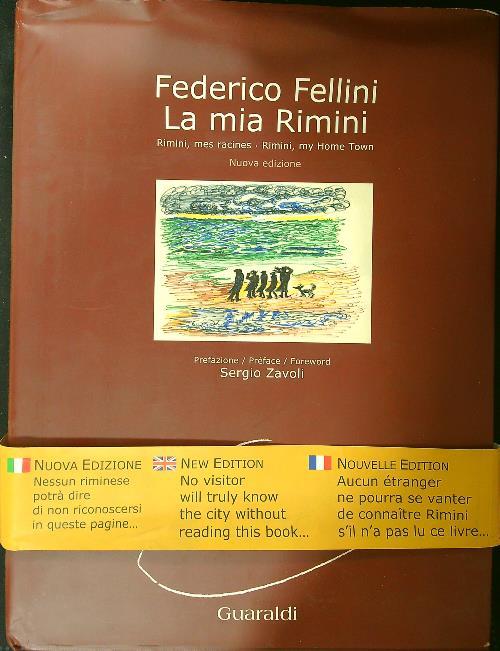 Federico Fellini
La mia Rimini
Rimini, mes racines · Rimini, my Home Town
Nuova edizione
Prefazione / Préface / Foreword
Sergio Zavoli
NUOVA EDIZIONE
Nessun riminese
potrà dire
di non riconoscersi
in queste pagine...
NEW EDITION
No visitor
will truly know
the city without
reading this book...
NOUVELLE EDITION
Aucun étranger
ne pourra se vanter
de connaître Rimini
s'il n'a pas lu ce livre...
Guaraldi